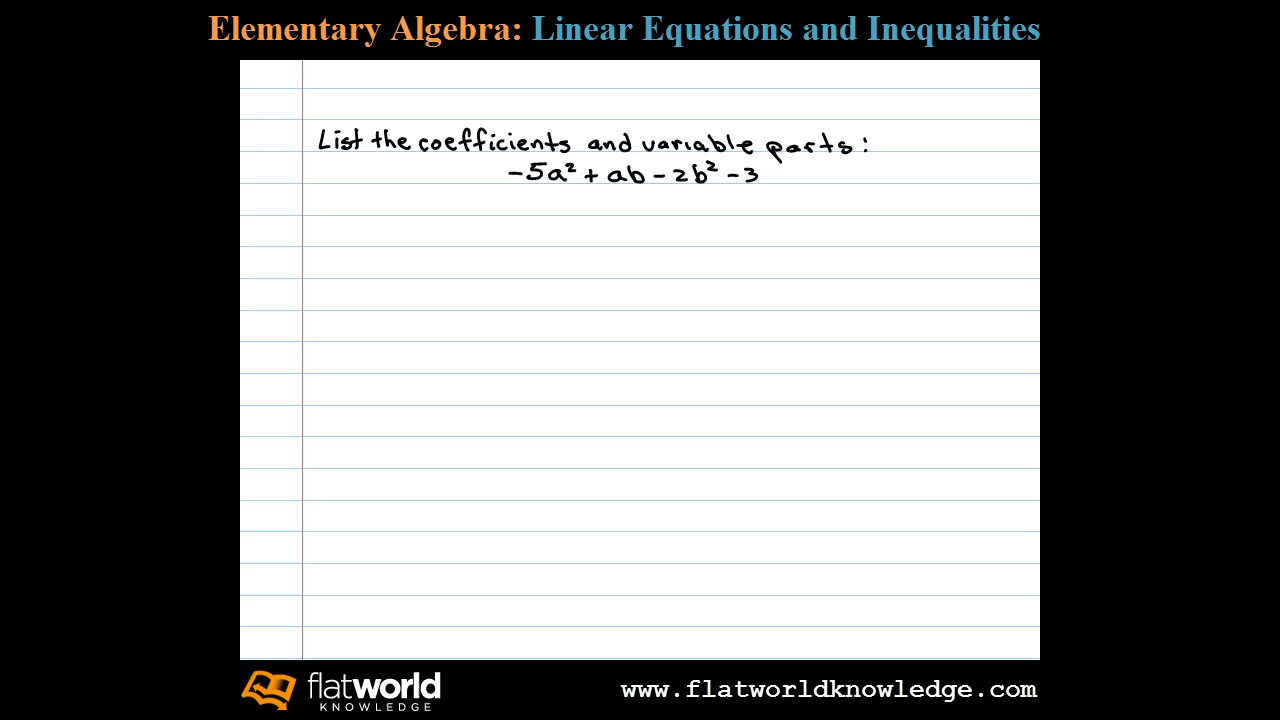 Elementary Algebra: Linear Equations and Inequalities
List the coefficients and variable parts:
-5a² + ab - 2b² - 3
flatworld
KNOWLEDGE
www.flatworldknowledge.com